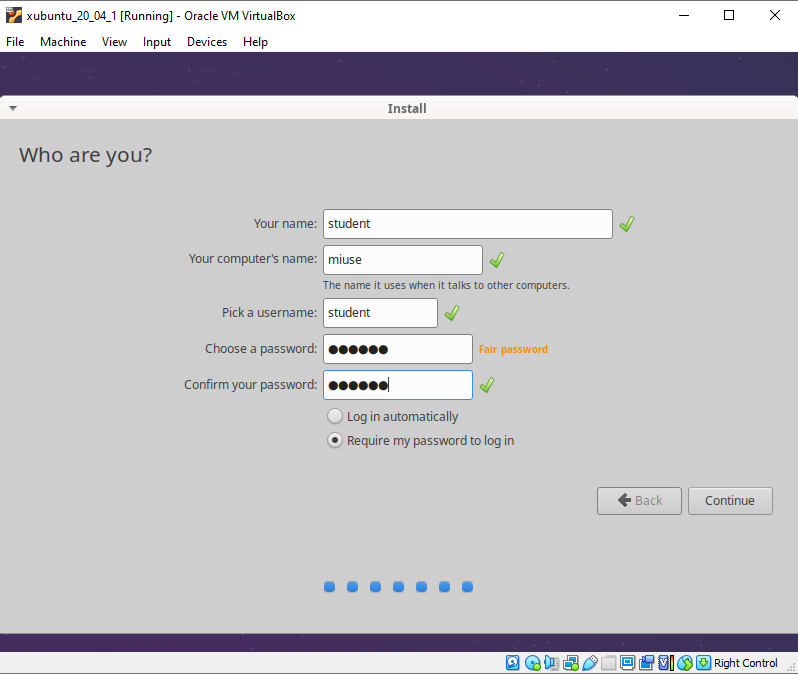 xubuntu_20_04_1 [Running] - Oracle VM VirtualBox
File Machine View Input Devices Help
Install
Who are you?
Your name: student
Your computer's name: miuse
The name it uses when it talks to other computers.
Pick a username: student
Choose a password: ●●●●●● Fair password
Confirm your password: ●●●●●●
Log in automatically
Require my password to log in
Back Continue
Right Control